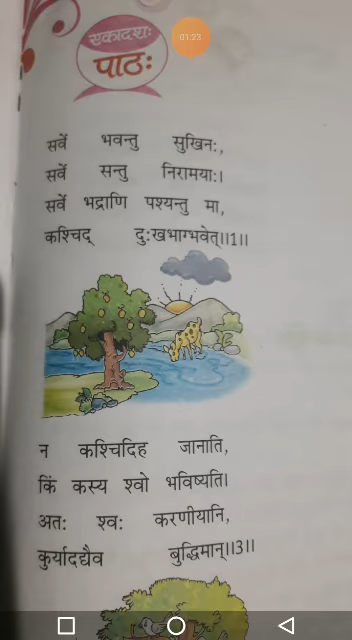 एकादशः
01:23
पाठः
सर्वे भवन्तु सुखिनः,
सर्वे सन्तु निरामयाः।
सर्वे भद्राणि पश्यन्तु मा,
कश्चिद् दुःखभाग्भवेत्॥1॥
न कश्चिदिह जानाति,
किं कस्य श्वो भविष्यति।
अतः श्वः करणीयानि,
कुर्यादद्यैव बुद्धिमान्॥3॥